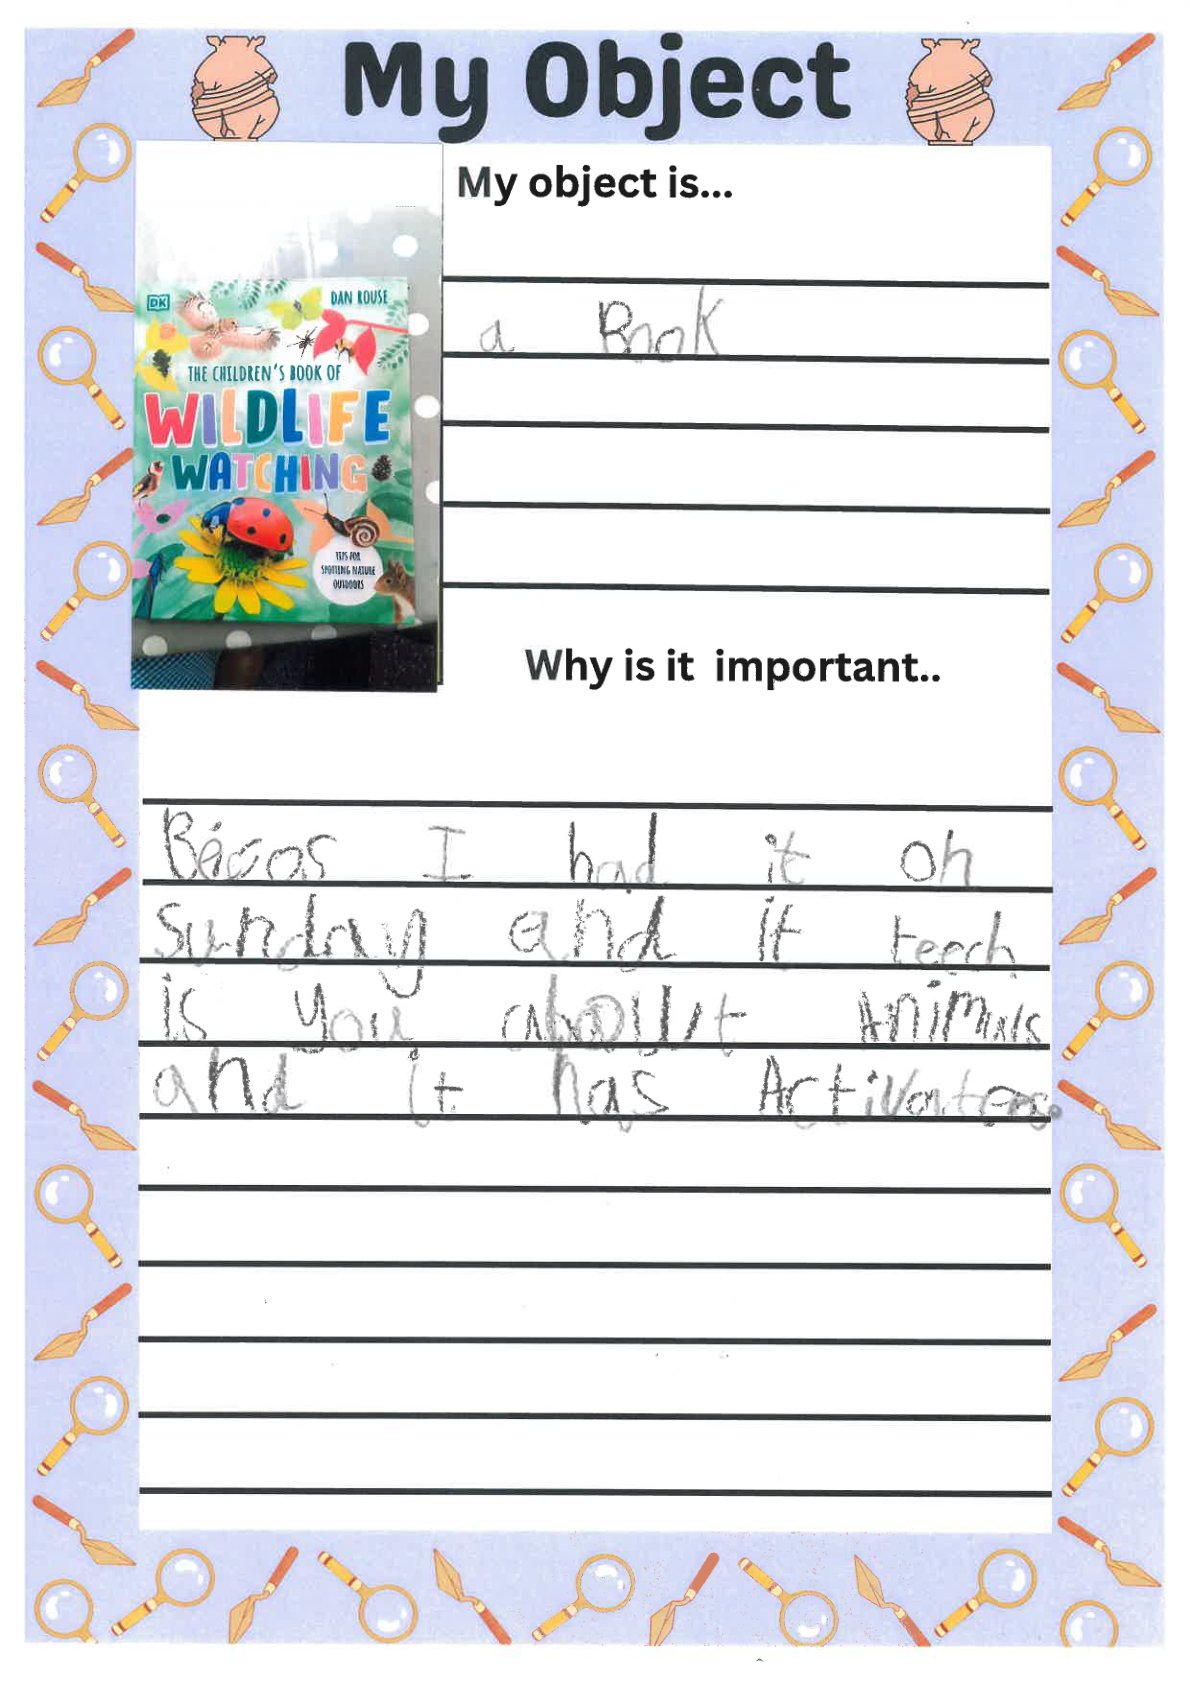 My Object
My object is...
DK
DAN ROUSE
THE CHILDREN'S BOOK OF
WILDLIFE
WATCHING
TIPS FOR
SPOTTING NATURE
OUTDOORS
a Book
Why is it important..
Becos I had it on
Sunday and it teech
is you about Animuls
and it has Activates.